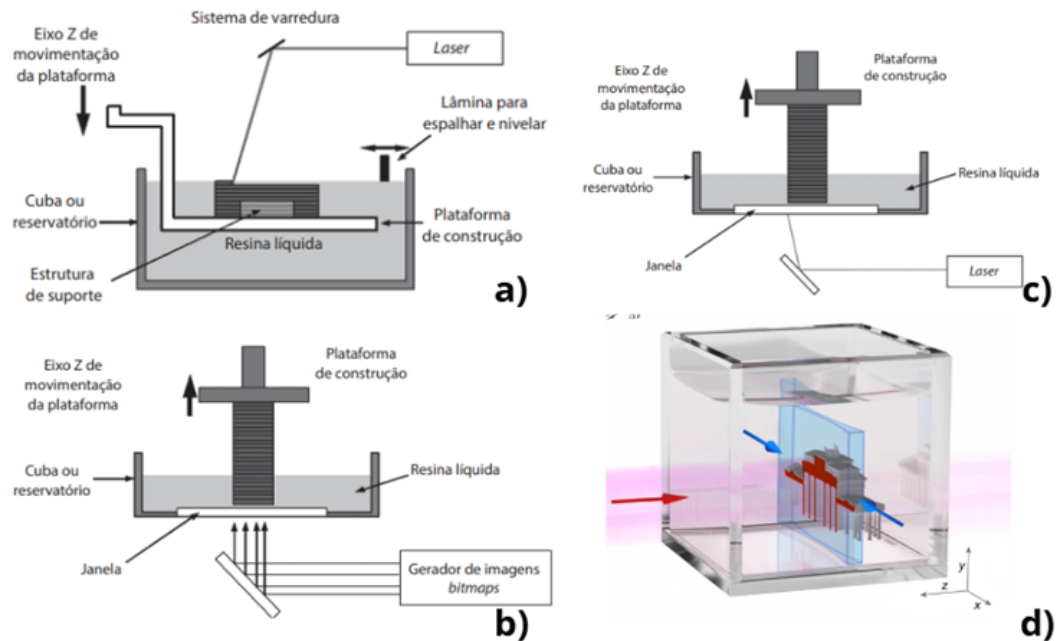 Sistema de varredura
Laser
Eixo Z de
movimentação
da plataforma
Lâmina para
espalhar e nivelar
Cuba ou
reservatório
Plataforma
de construção
Resina líquida
Estrutura
de suporte
a)
Eixo Z de
movimentação
da plataforma
Plataforma
de construção
Cuba ou
reservatório
Resina líquida
Janela
Laser
c)
Eixo Z de
movimentação
da plataforma
Plataforma
de construção
Cuba ou
reservatório
Resina líquida
Janela
Gerador de imagens
bitmaps
b)
y
z
x
d)